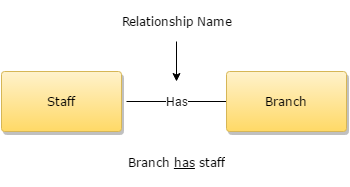 Relationship Name
Staff
Has
Branch
Branch has staff